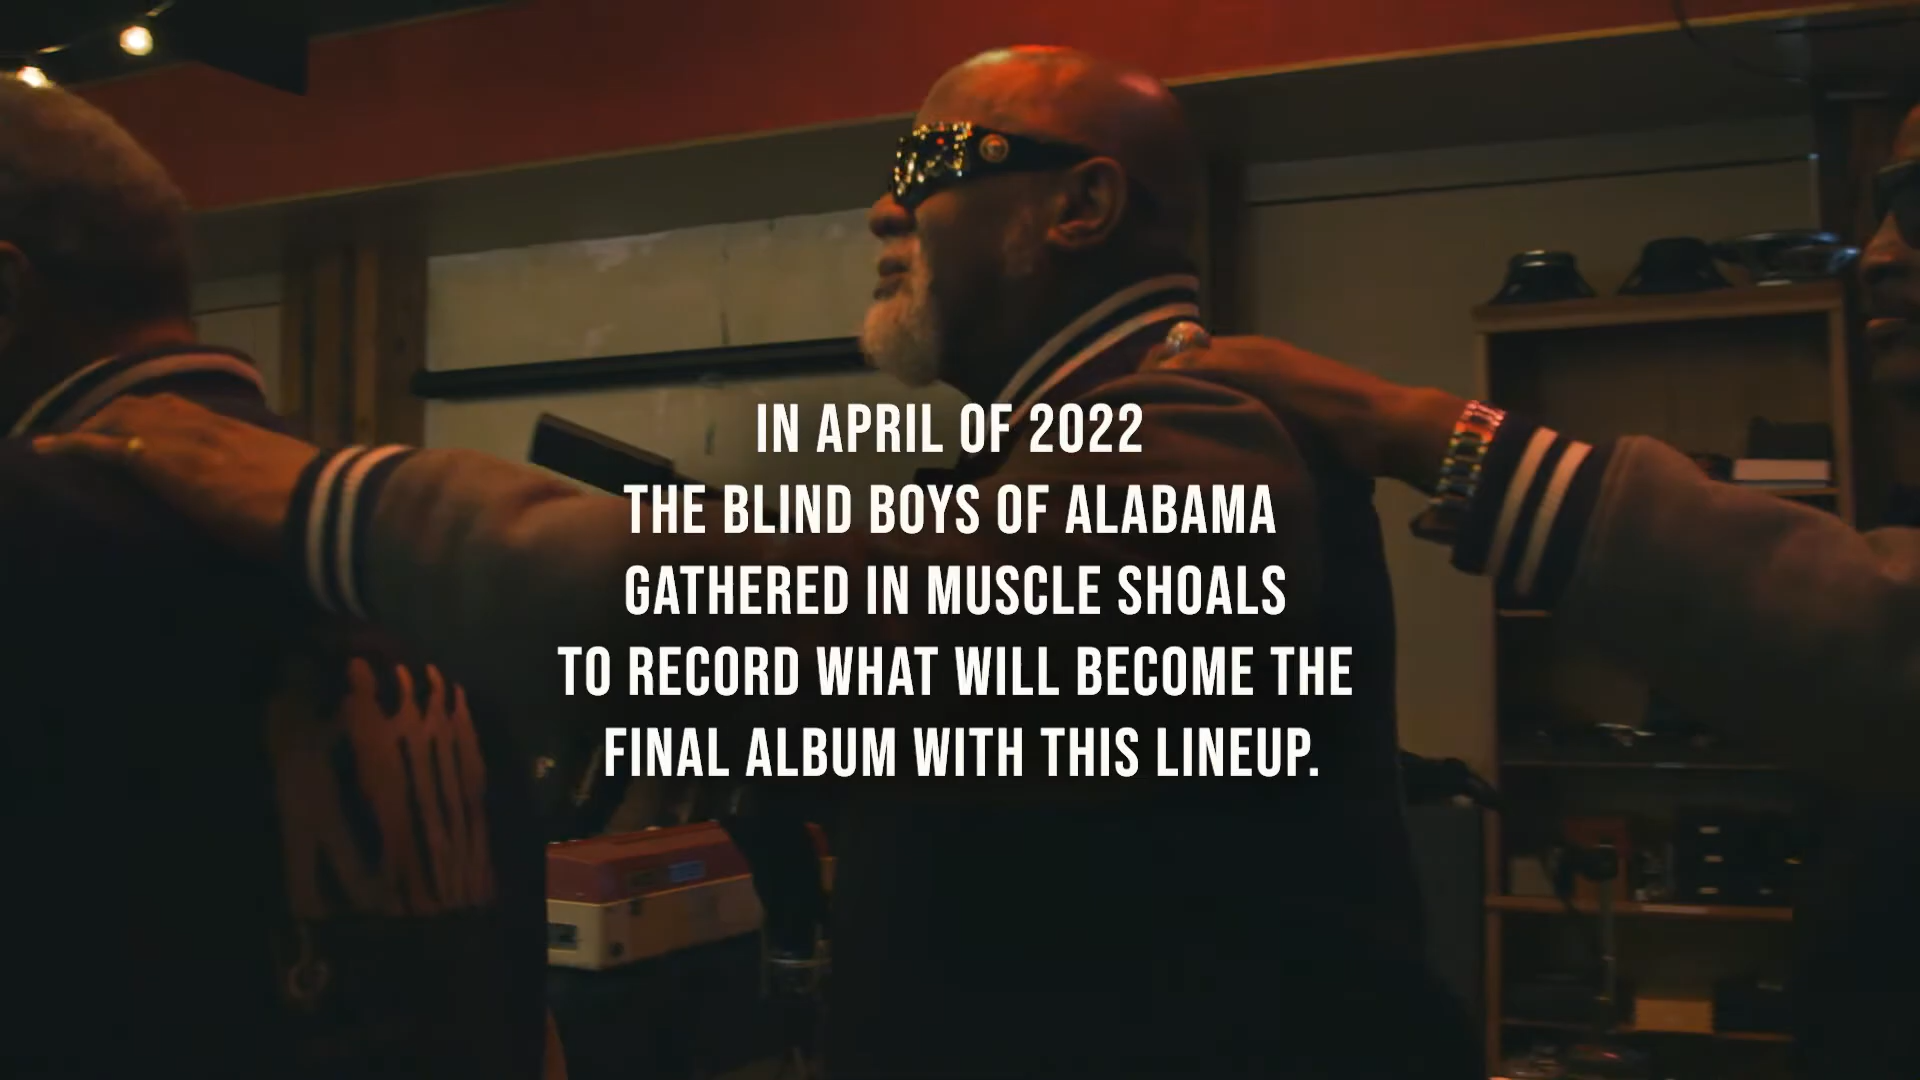 IN APRIL OF 2022
THE BLIND BOYS OF ALABAMA
GATHERED IN MUSCLE SHOALS
TO RECORD WHAT WILL BECOME THE
FINAL ALBUM WITH THIS LINEUP.